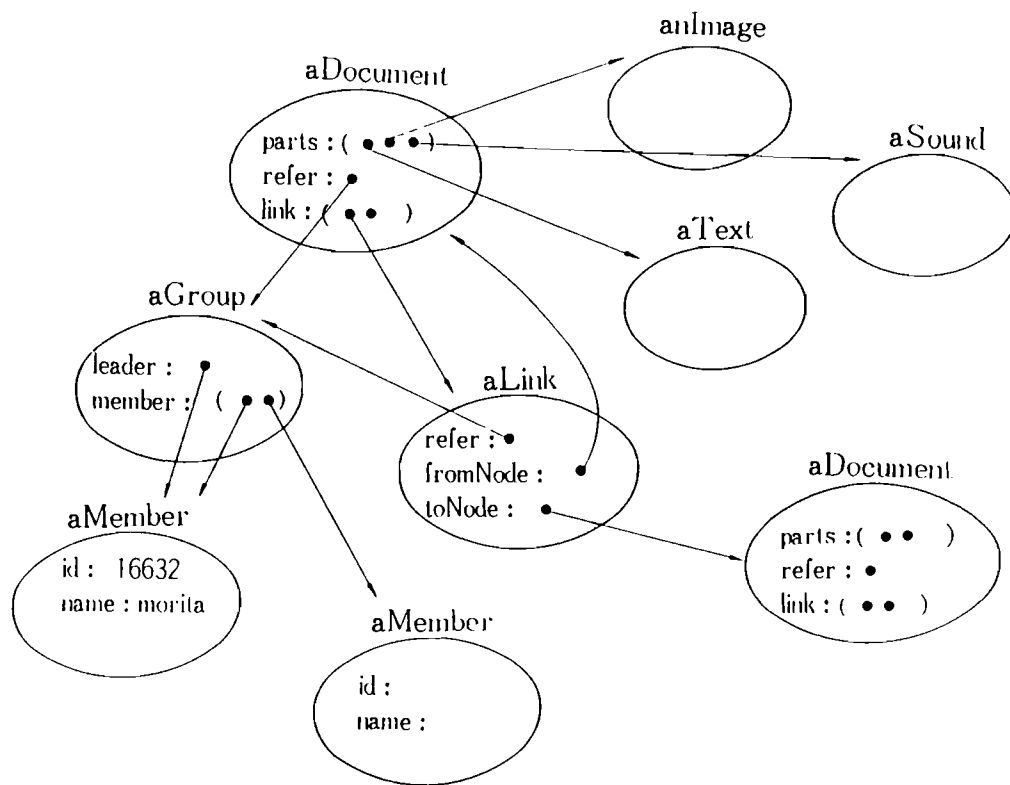 anImage
aDocument
parts : ( • • • )
refer : •
link : ( • • )
aSound
aText
aGroup
leader : •
member : ( • • )
aLink
refer : •
fromNode : •
toNode : •
aDocument
parts : ( • • )
refer : •
link : ( • • )
aMember
id : 16632
name : morita
aMember
id :
name :